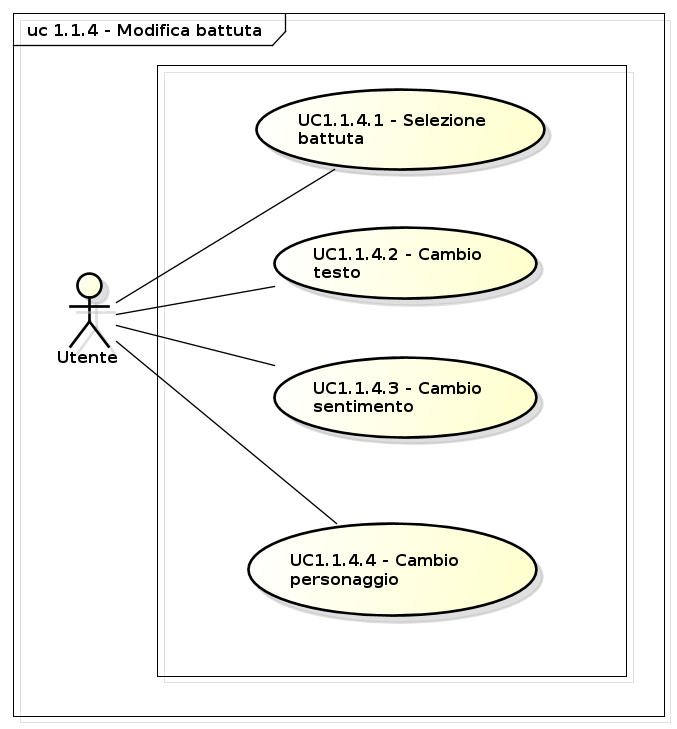 uc 1.1.4 - Modifica battuta
UC1.1.4.1 - Selezione
battuta
UC1.1.4.2 - Cambio
testo
Utente
UC1.1.4.3 - Cambio
sentimento
UC1.1.4.4 - Cambio
personaggio